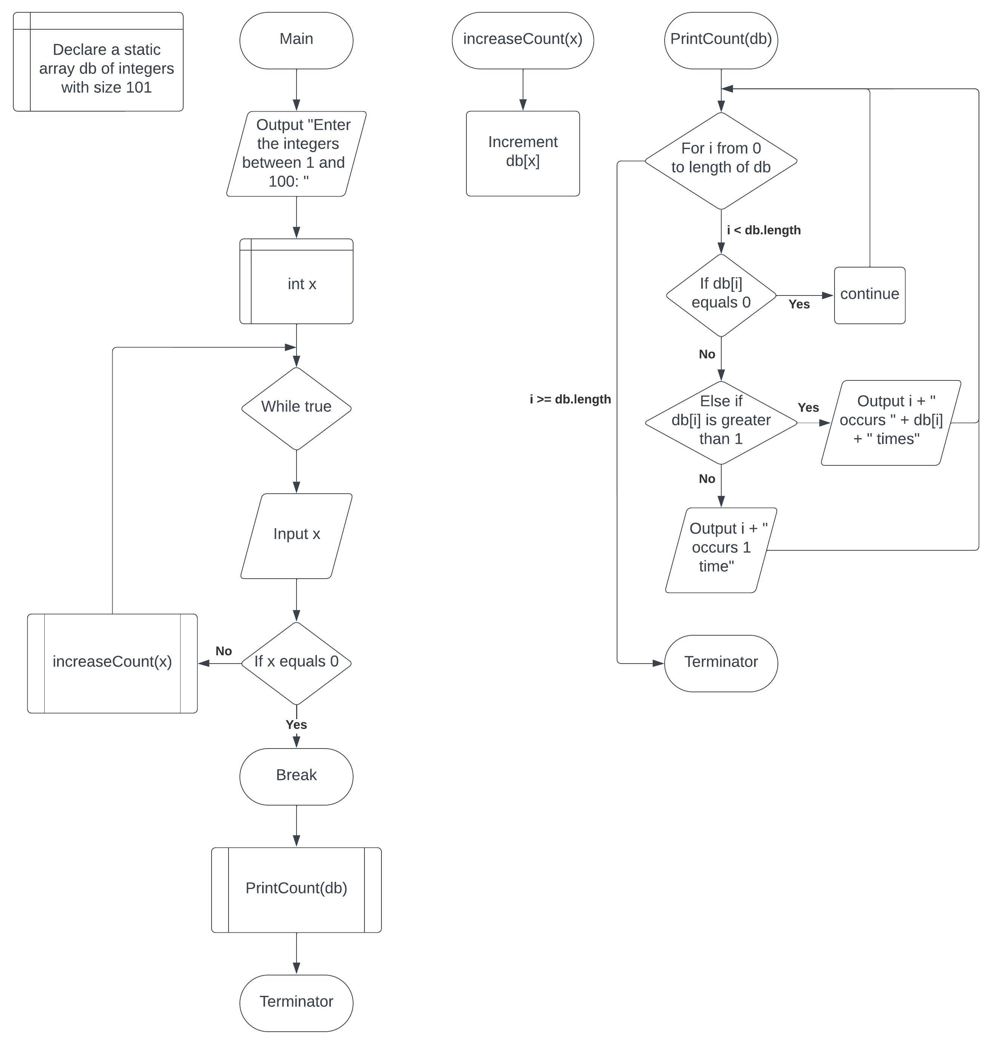 Declare a static
array db of integers
with size 101
Main
Output "Enter
the integers
between 1 and
100: "
int x
While true
Input x
If x equals 0
No
increaseCount(x)
Yes
Break
PrintCount(db)
Terminator
increaseCount(x)
Increment
db[x]
PrintCount(db)
For i from 0
to length of db
i < db.length
If db[i]
equals 0
Yes
continue
No
i >= db.length
Else if
db[i] is greater
than 1
Yes
Output i + "
occurs " + db[i]
+ " times"
No
Output i + "
occurs 1
time"
Terminator